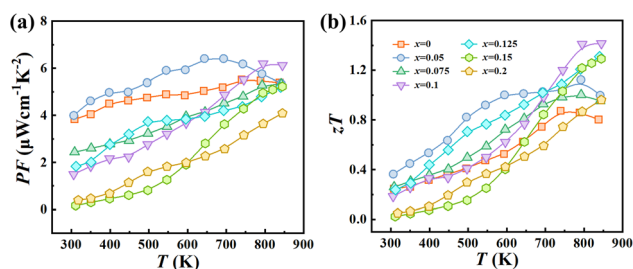 (a)
8
6
4
2
0
PF (μWcm⁻¹K⁻²)
300 400 500 600 700 800 900
T (K)
(b)
1.6
1.2
0.8
0.4
0.0
zT
x=0 x=0.125
x=0.05 x=0.15
x=0.075 x=0.2
x=0.1
300 400 500 600 700 800 900
T (K)